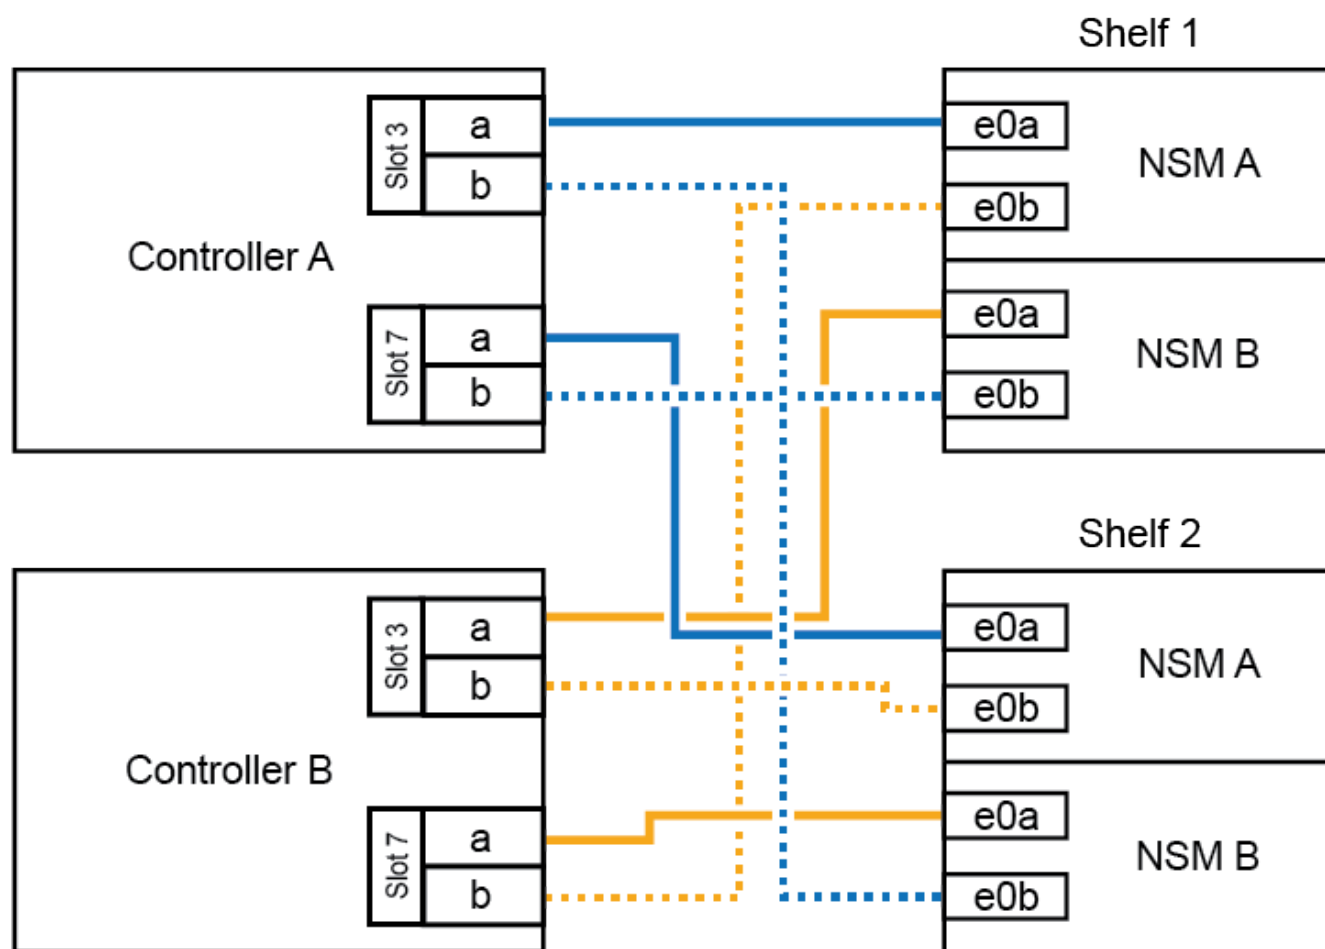 Shelf 1
Controller A
Slot 3
a
b
Slot 7
a
b
e0a
e0b
NSM A
e0a
e0b
NSM B
Shelf 2
Controller B
Slot 3
a
b
Slot 7
a
b
e0a
e0b
NSM A
e0a
e0b
NSM B